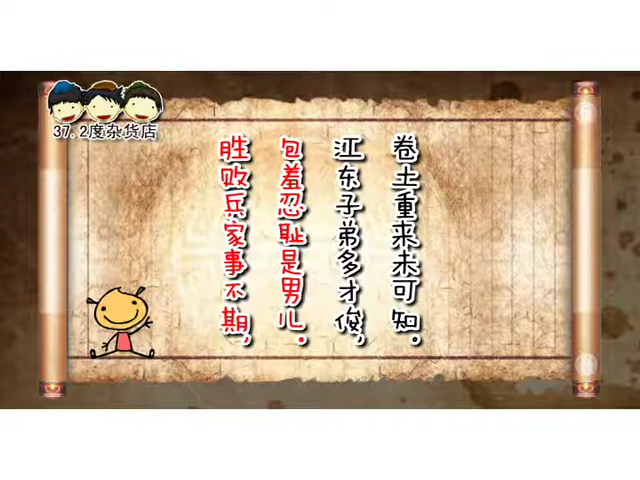 37.2度杂货店
胜败兵家事不期,
包羞忍耻是男儿.
江东子弟多才俊,
卷土重来未可知.